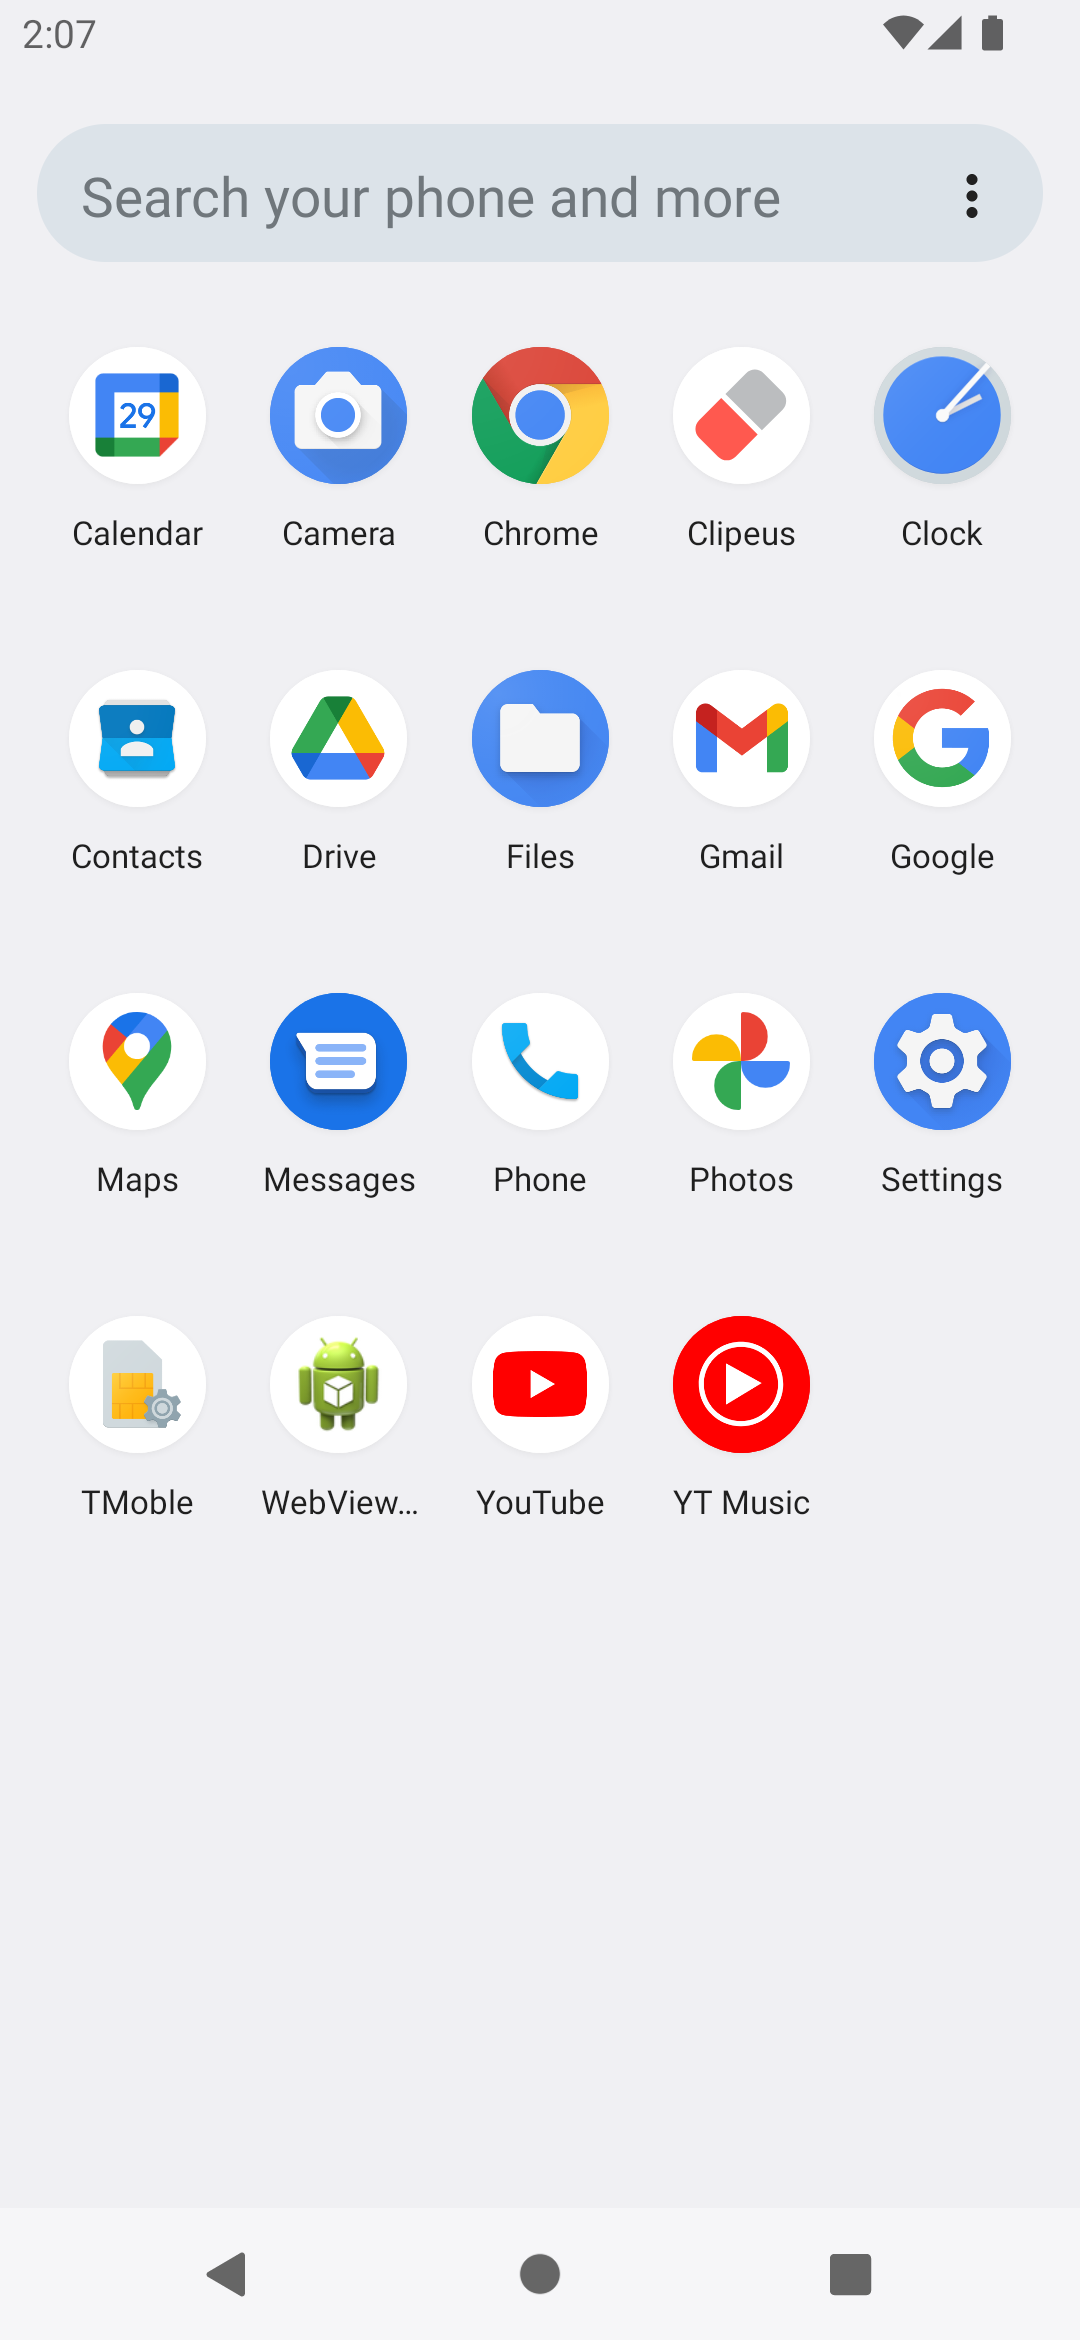 2:07
Search your phone and more
29
Calendar Camera Chrome Clipeus Clock
Contacts Drive Files Gmail Google
Maps Messages Phone Photos Settings
TMoble WebView... YouTube YT Music